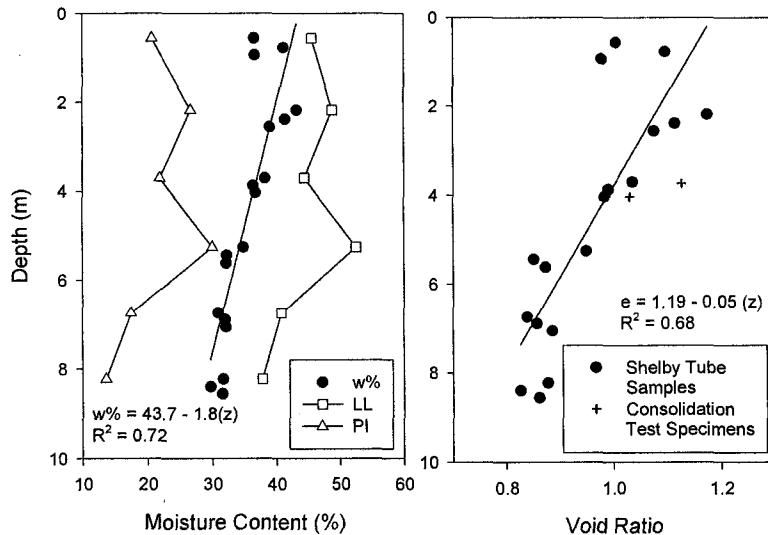 0
2
4
6
8
10
Depth (m)
w% = 43.7 - 1.8(z)
R² = 0.72
w%
LL
PI
10 20 30 40 50 60
Moisture Content (%)
0
2
4
6
8
10
e = 1.19 - 0.05 (z)
R² = 0.68
Shelby Tube
Samples
Consolidation
Test Specimens
0.8 1.0 1.2
Void Ratio